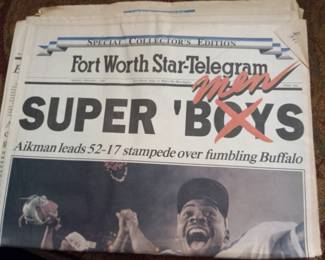 SPECIAL COLLECTOR'S EDITION
Fort Worth Star-Telegram
men
SUPER 'BOYS
Aikman leads 52-17 stampede over fumbling Buffalo